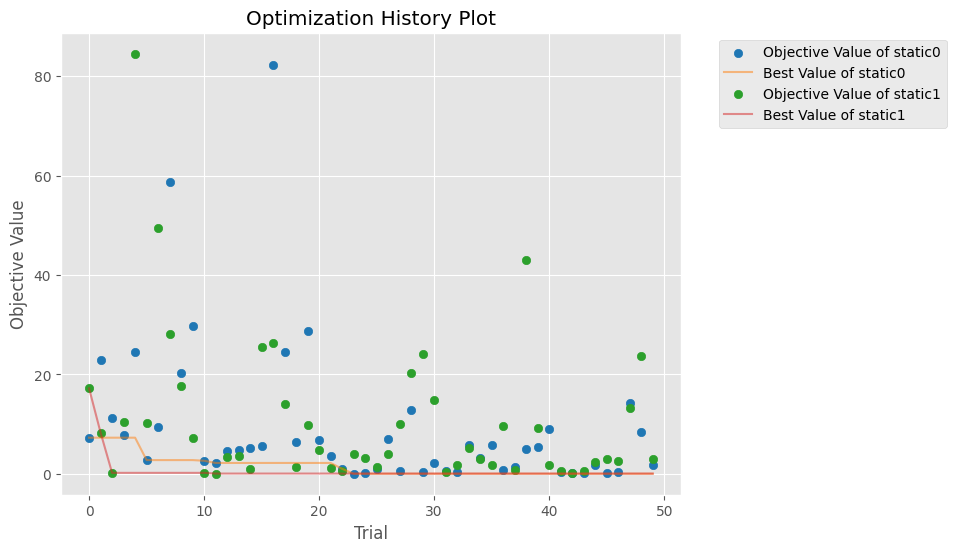 Optimization History Plot
Objective Value of static0
Best Value of static0
Objective Value of static1
Best Value of static1
Objective Value
80
60
40
20
0
0 10 20 30 40 50
Trial